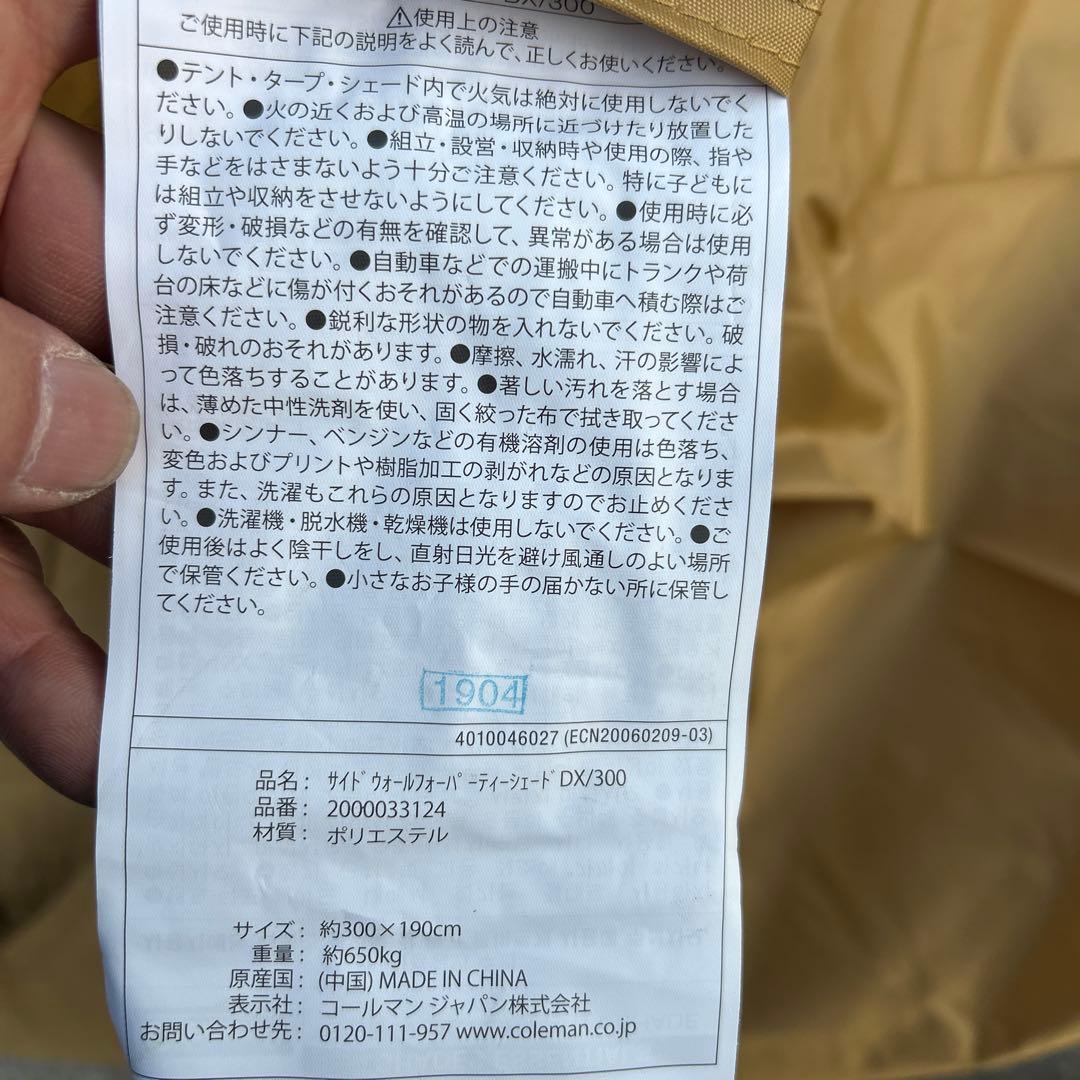 DX/300
⚠使用上の注意
ご使用時に下記の説明をよく読んで、正しくお使いください。
●テント・タープ・シェード内で火気は絶対に使用しないでく
ださい。●火の近くおよび高温の場所に近づけたり放置した
りしないでください。●組立・設営・収納時や使用の際、指や
手などをはさまないよう十分ご注意ください。特に子どもに
は組立や収納をさせないようにしてください。●使用時に必
ず変形・破損などの有無を確認して、異常がある場合は使用
しないでください。●自動車などでの運搬中にトランクや荷
台の床などに傷が付くおそれがあるので自動車へ積む際はご
注意ください。●鋭利な形状の物を入れないでください。破
損・破れのおそれがあります。●摩擦、水濡れ、汗の影響によ
って色落ちすることがあります。●著しい汚れを落とす場合
は、薄めた中性洗剤を使い、固く絞った布で拭き取ってくださ
い。●シンナー、ベンジンなどの有機溶剤の使用は色落ち、
変色およびプリントや樹脂加工の剥がれなどの原因となりま
す。また、洗濯もこれらの原因となりますのでお止めくださ
い。●洗濯機・脱水機・乾燥機は使用しないでください。●ご
使用後はよく陰干しをし、直射日光を避け風通しのよい場所
で保管ください。●小さなお子様の手の届かない所に保管し
てください。
1904
4010046027 (ECN20060209-03)
品名： ｻｲﾄﾞｳｫｰﾙﾌｫｰﾊﾟｰﾃｨｰｼｪｰﾄﾞDX/300
品番： 2000033124
材質： ポリエステル
サイズ： 約300×190cm
重量： 約650kg
原産国： (中国) MADE IN CHINA
表示社： コールマン ジャパン株式会社
お問い合わせ先： 0120-111-957 www.coleman.co.jp